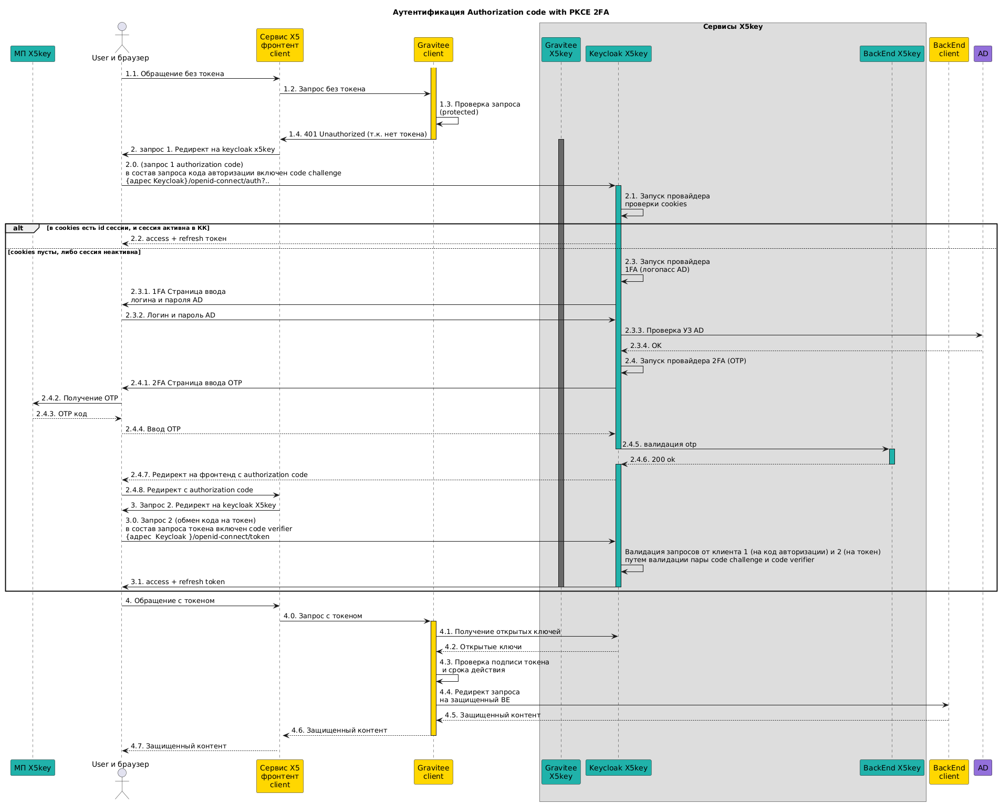 Аутентификация Authorization code with PKCE 2FA
Сервисы X5key
МП X5key
User и браузер
Сервис X5
фронтент
client
Gravitee
client
Gravitee
X5key
Keycloak X5key
BackEnd X5key
BackEnd
client
AD
1.1. Обращение без токена
1.2. Запрос без токена
1.3. Проверка запроса
(protected)
1.4. 401 Unauthorized (т.к. нет токена)
2. запрос 1. Редирект на keycloak x5key
2.0. (запрос 1 authorization code)
в состав запроса кода авторизации включен code challenge
{адрес Keycloak}/openid-connect/auth?..
2.1. Запуск провайдера
проверки cookies
alt
[в cookies есть id сессии, и сессия активна в КК]
2.2. access + refresh токен
[cookies пусты, либо сессия неактивна]
2.3. Запуск провайдера
1FA (логопасс AD)
2.3.1. 1FA Страница ввода
логина и пароля AD
2.3.2. Логин и пароль AD
2.3.3. Проверка УЗ AD
2.3.4. OK
2.4. Запуск провайдера 2FA (OTP)
2.4.1. 2FA Страница ввода OTP
2.4.2. Получение OTP
2.4.3. OTP код
2.4.4. Ввод OTP
2.4.5. валидация otp
2.4.6. 200 ok
2.4.7. Редирект на фронтенд с authorization code
2.4.8. Редирект с authorization code
3. Запрос 2. Редирект на keycloak X5key
3.0. Запрос 2 (обмен кода на токен)
в состав запроса токена включен code verifier
{адрес  Keycloak }/openid-connect/token
Валидация запросов от клиента 1 (на код авторизации) и 2 (на токен)
путем валидации пары code challenge и code verifier
3.1. access + refresh token
4. Обращение с токеном
4.0. Запрос с токеном
4.1. Получение открытых ключей
4.2. Открытые ключи
4.3. Проверка подписи токена
и срока действия
4.4. Редирект запроса
на защищенный BE
4.5. Защищенный контент
4.6. Защищенный контент
4.7. Защищенный контент
МП X5key
User и браузер
Сервис X5
фронтент
client
Gravitee
client
Gravitee
X5key
Keycloak X5key
BackEnd X5key
BackEnd
client
AD